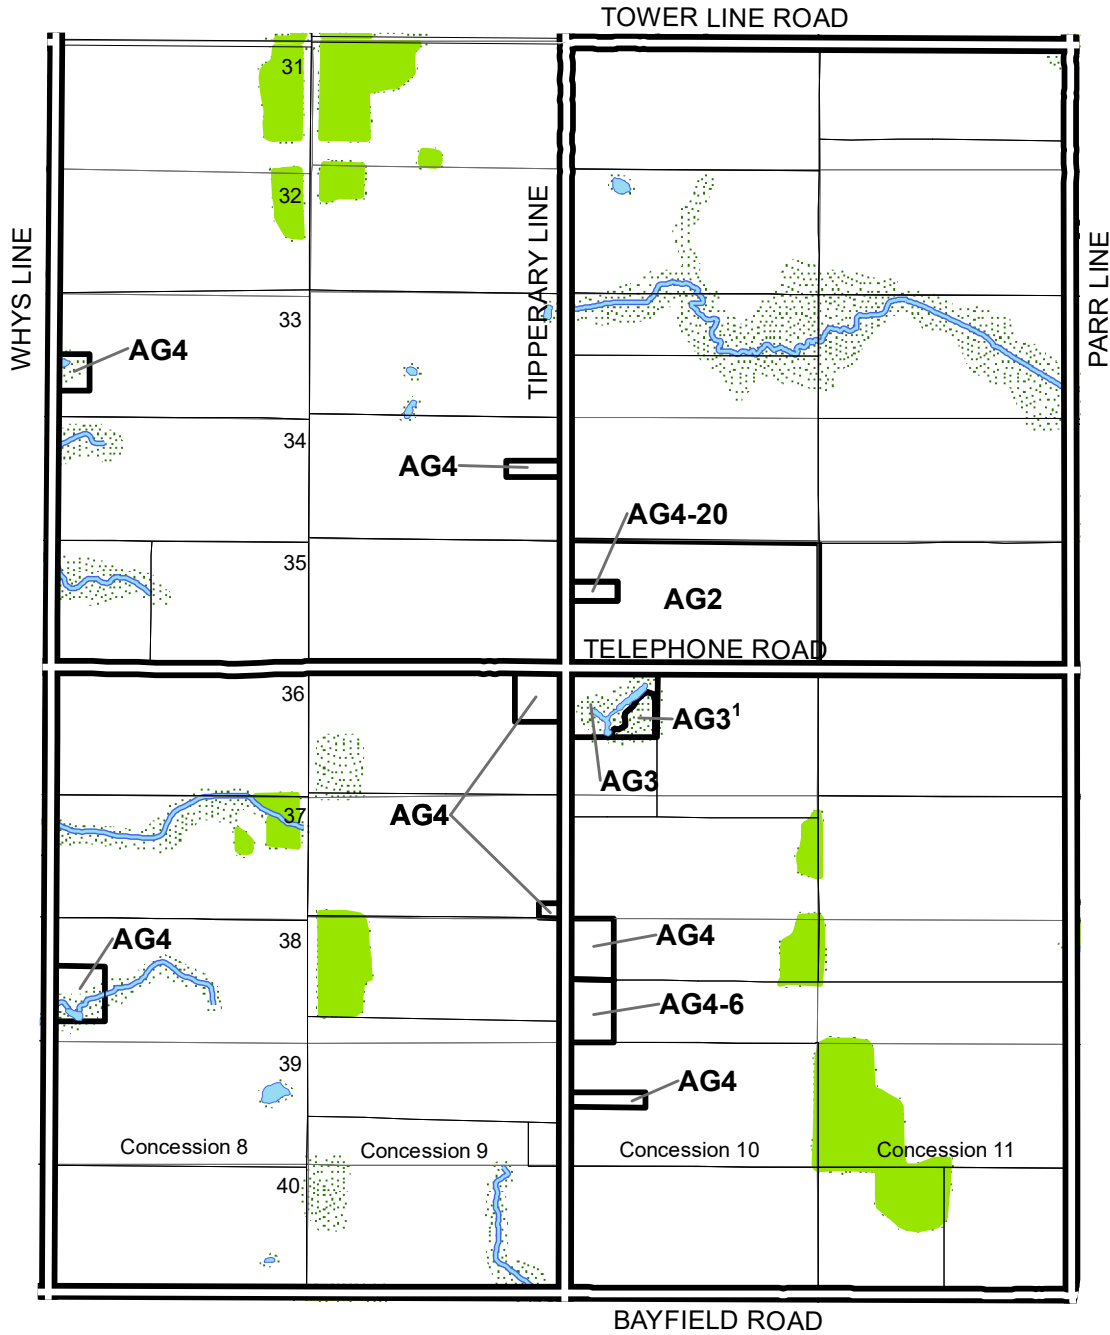 TOWER LINE ROAD
31
32
WHYS LINE
TIPPERARY LINE
PARR LINE
33
AG4
34
AG4
AG4-20
35
AG2
TELEPHONE ROAD
36
AG3¹
AG3
37
AG4
AG4
38
AG4
AG4-6
39
AG4
Concession 8
Concession 9
Concession 10
Concession 11
40
BAYFIELD ROAD